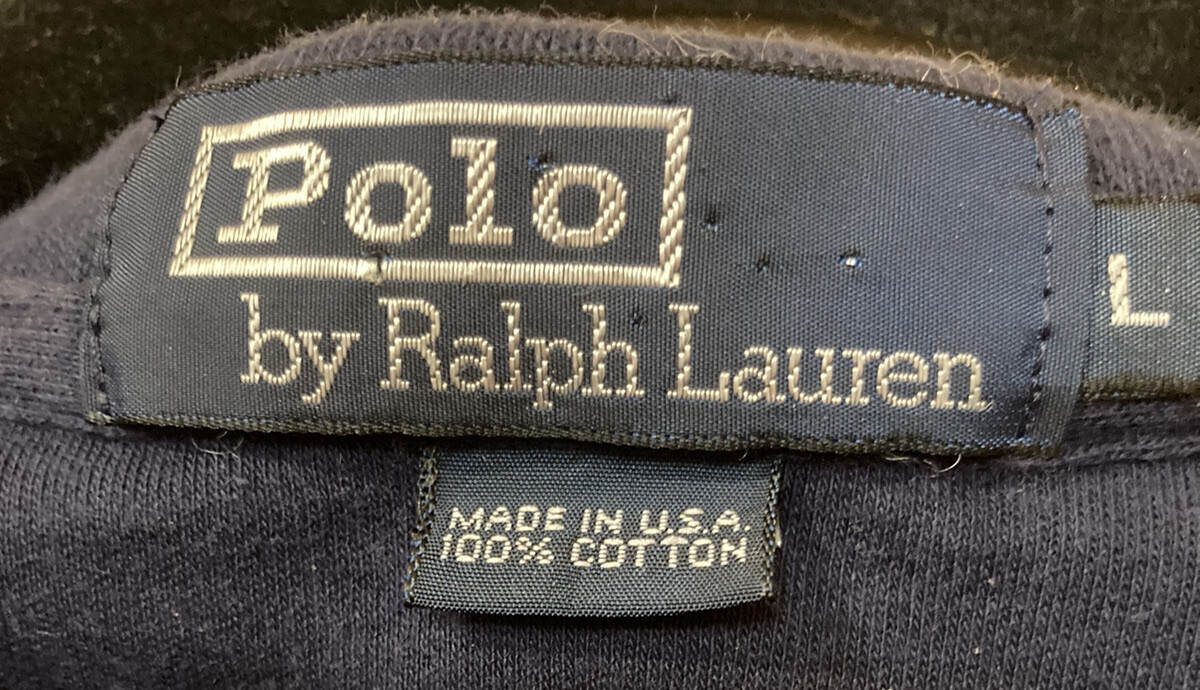 Polo
by Ralph Lauren
L
MADE IN U.S.A.
100% COTTON